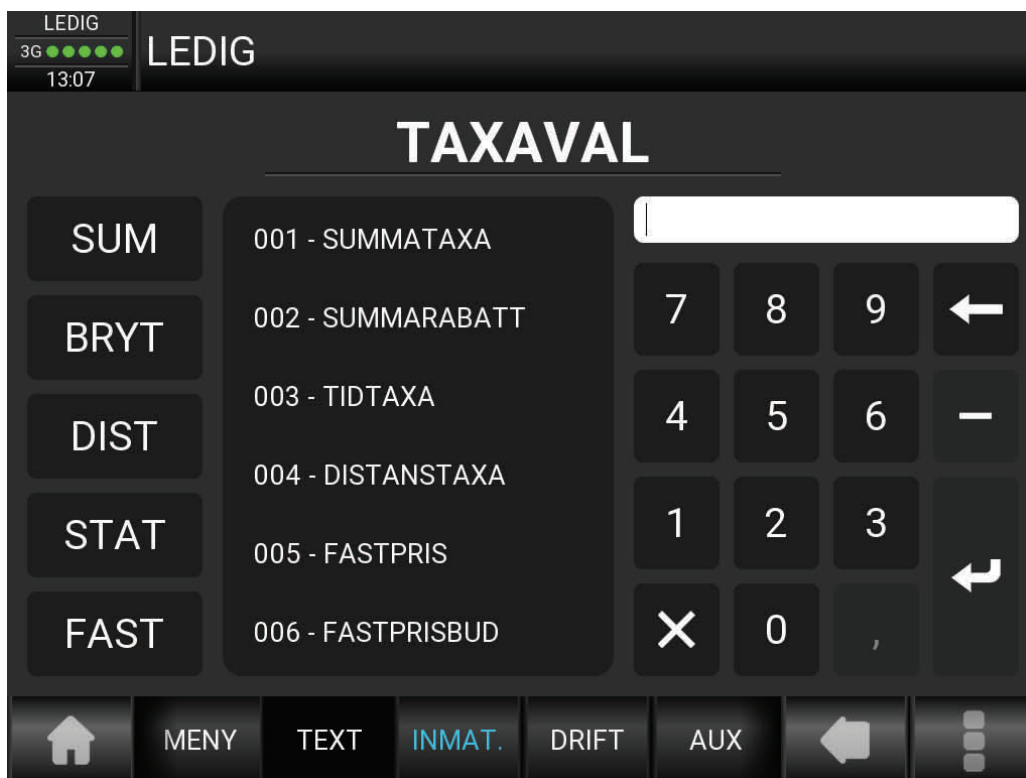 LEDIG
3G
13:07
LEDIG
TAXAVAL
SUM
BRYT
DIST
STAT
FAST
001 - SUMMATAXA
002 - SUMMARABATT
003 - TIDTAXA
004 - DISTANSTAXA
005 - FASTPRIS
006 - FASTPRISBUD
7 8 9
4 5 6 –
1 2 3
0 ,
MENY TEXT INMAT. DRIFT AUX